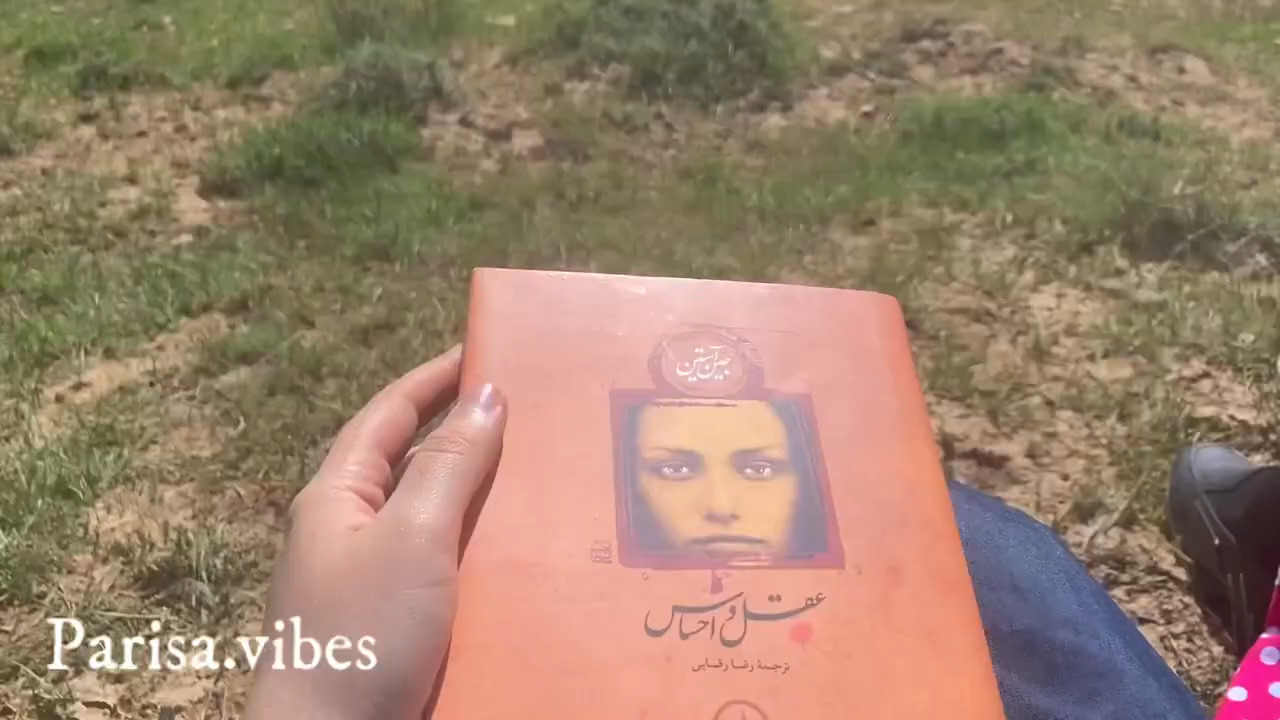 جین آستین
عقل و احساس
ترجمهٔ رضا رضایی
Parisa.vibes